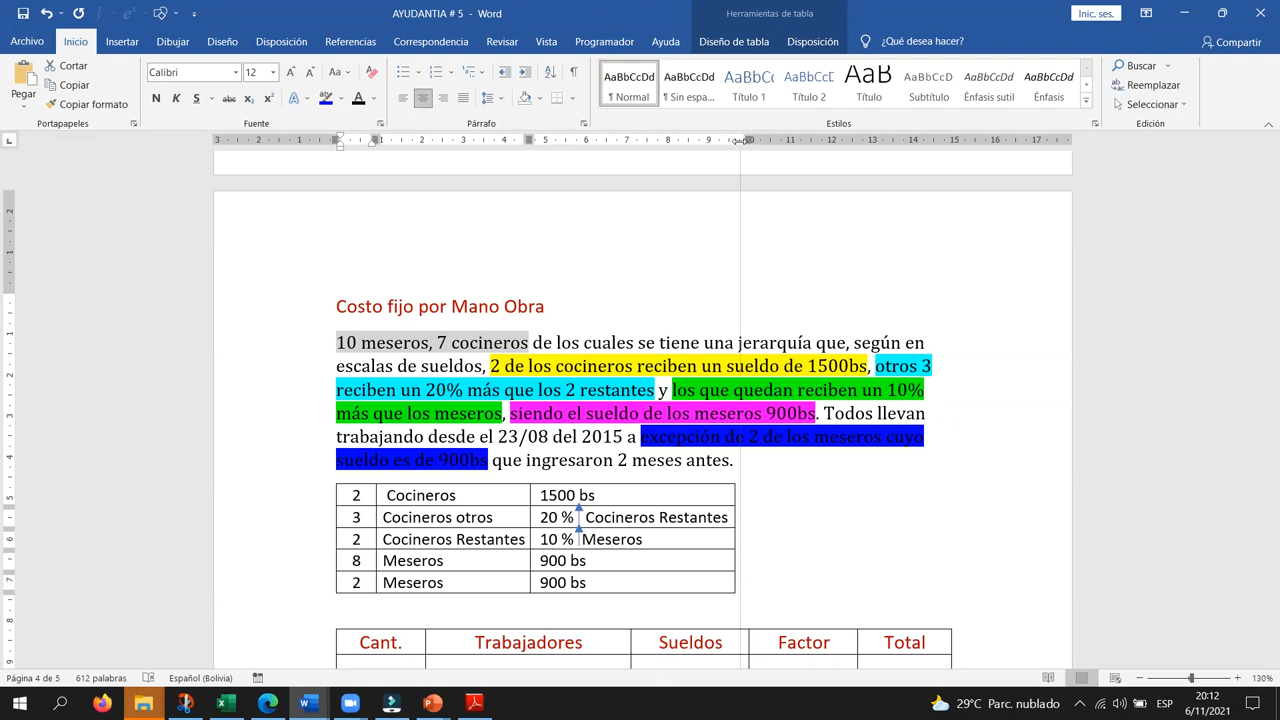 AYUDANTIA # 5 - Word
Herramientas de tabla
Inic. ses.
Archivo Inicio Insertar Dibujar Diseño Disposición Referencias Correspondencia Revisar Vista Programador Ayuda Diseño de tabla Disposición ¿Qué desea hacer? Compartir
Pegar
Cortar
Copiar
Copiar formato
Portapapeles
Calibri 12
N K S abc x₂ x²
Fuente
Párrafo
AaBbCcDd AaBbCcDd AaBbCc AaBbCcD AaB AaBbCcD AaBbCcDd AaBbCcDd
¶ Normal ¶ Sin espa... Título 1 Título 2 Título Subtítulo Énfasis sutil Énfasis
Estilos
Buscar
Reemplazar
Seleccionar
Edición
Costo fijo por Mano Obra
10 meseros, 7 cocineros de los cuales se tiene una jerarquía que, según en
escalas de sueldos, 2 de los cocineros reciben un sueldo de 1500bs, otros 3
reciben un 20% más que los 2 restantes y los que quedan reciben un 10%
más que los meseros, siendo el sueldo de los meseros 900bs. Todos llevan
trabajando desde el 23/08 del 2015 a excepción de 2 de los meseros cuyo
sueldo es de 900bs que ingresaron 2 meses antes.
2 Cocineros 1500 bs
3 Cocineros otros 20 % Cocineros Restantes
2 Cocineros Restantes 10 % Meseros
8 Meseros 900 bs
2 Meseros 900 bs
Cant. Trabajadores Sueldos Factor Total
Página 4 de 5 612 palabras Español (Bolivia) 130%
29°C Parc. nublado ESP 20:12
6/11/2021